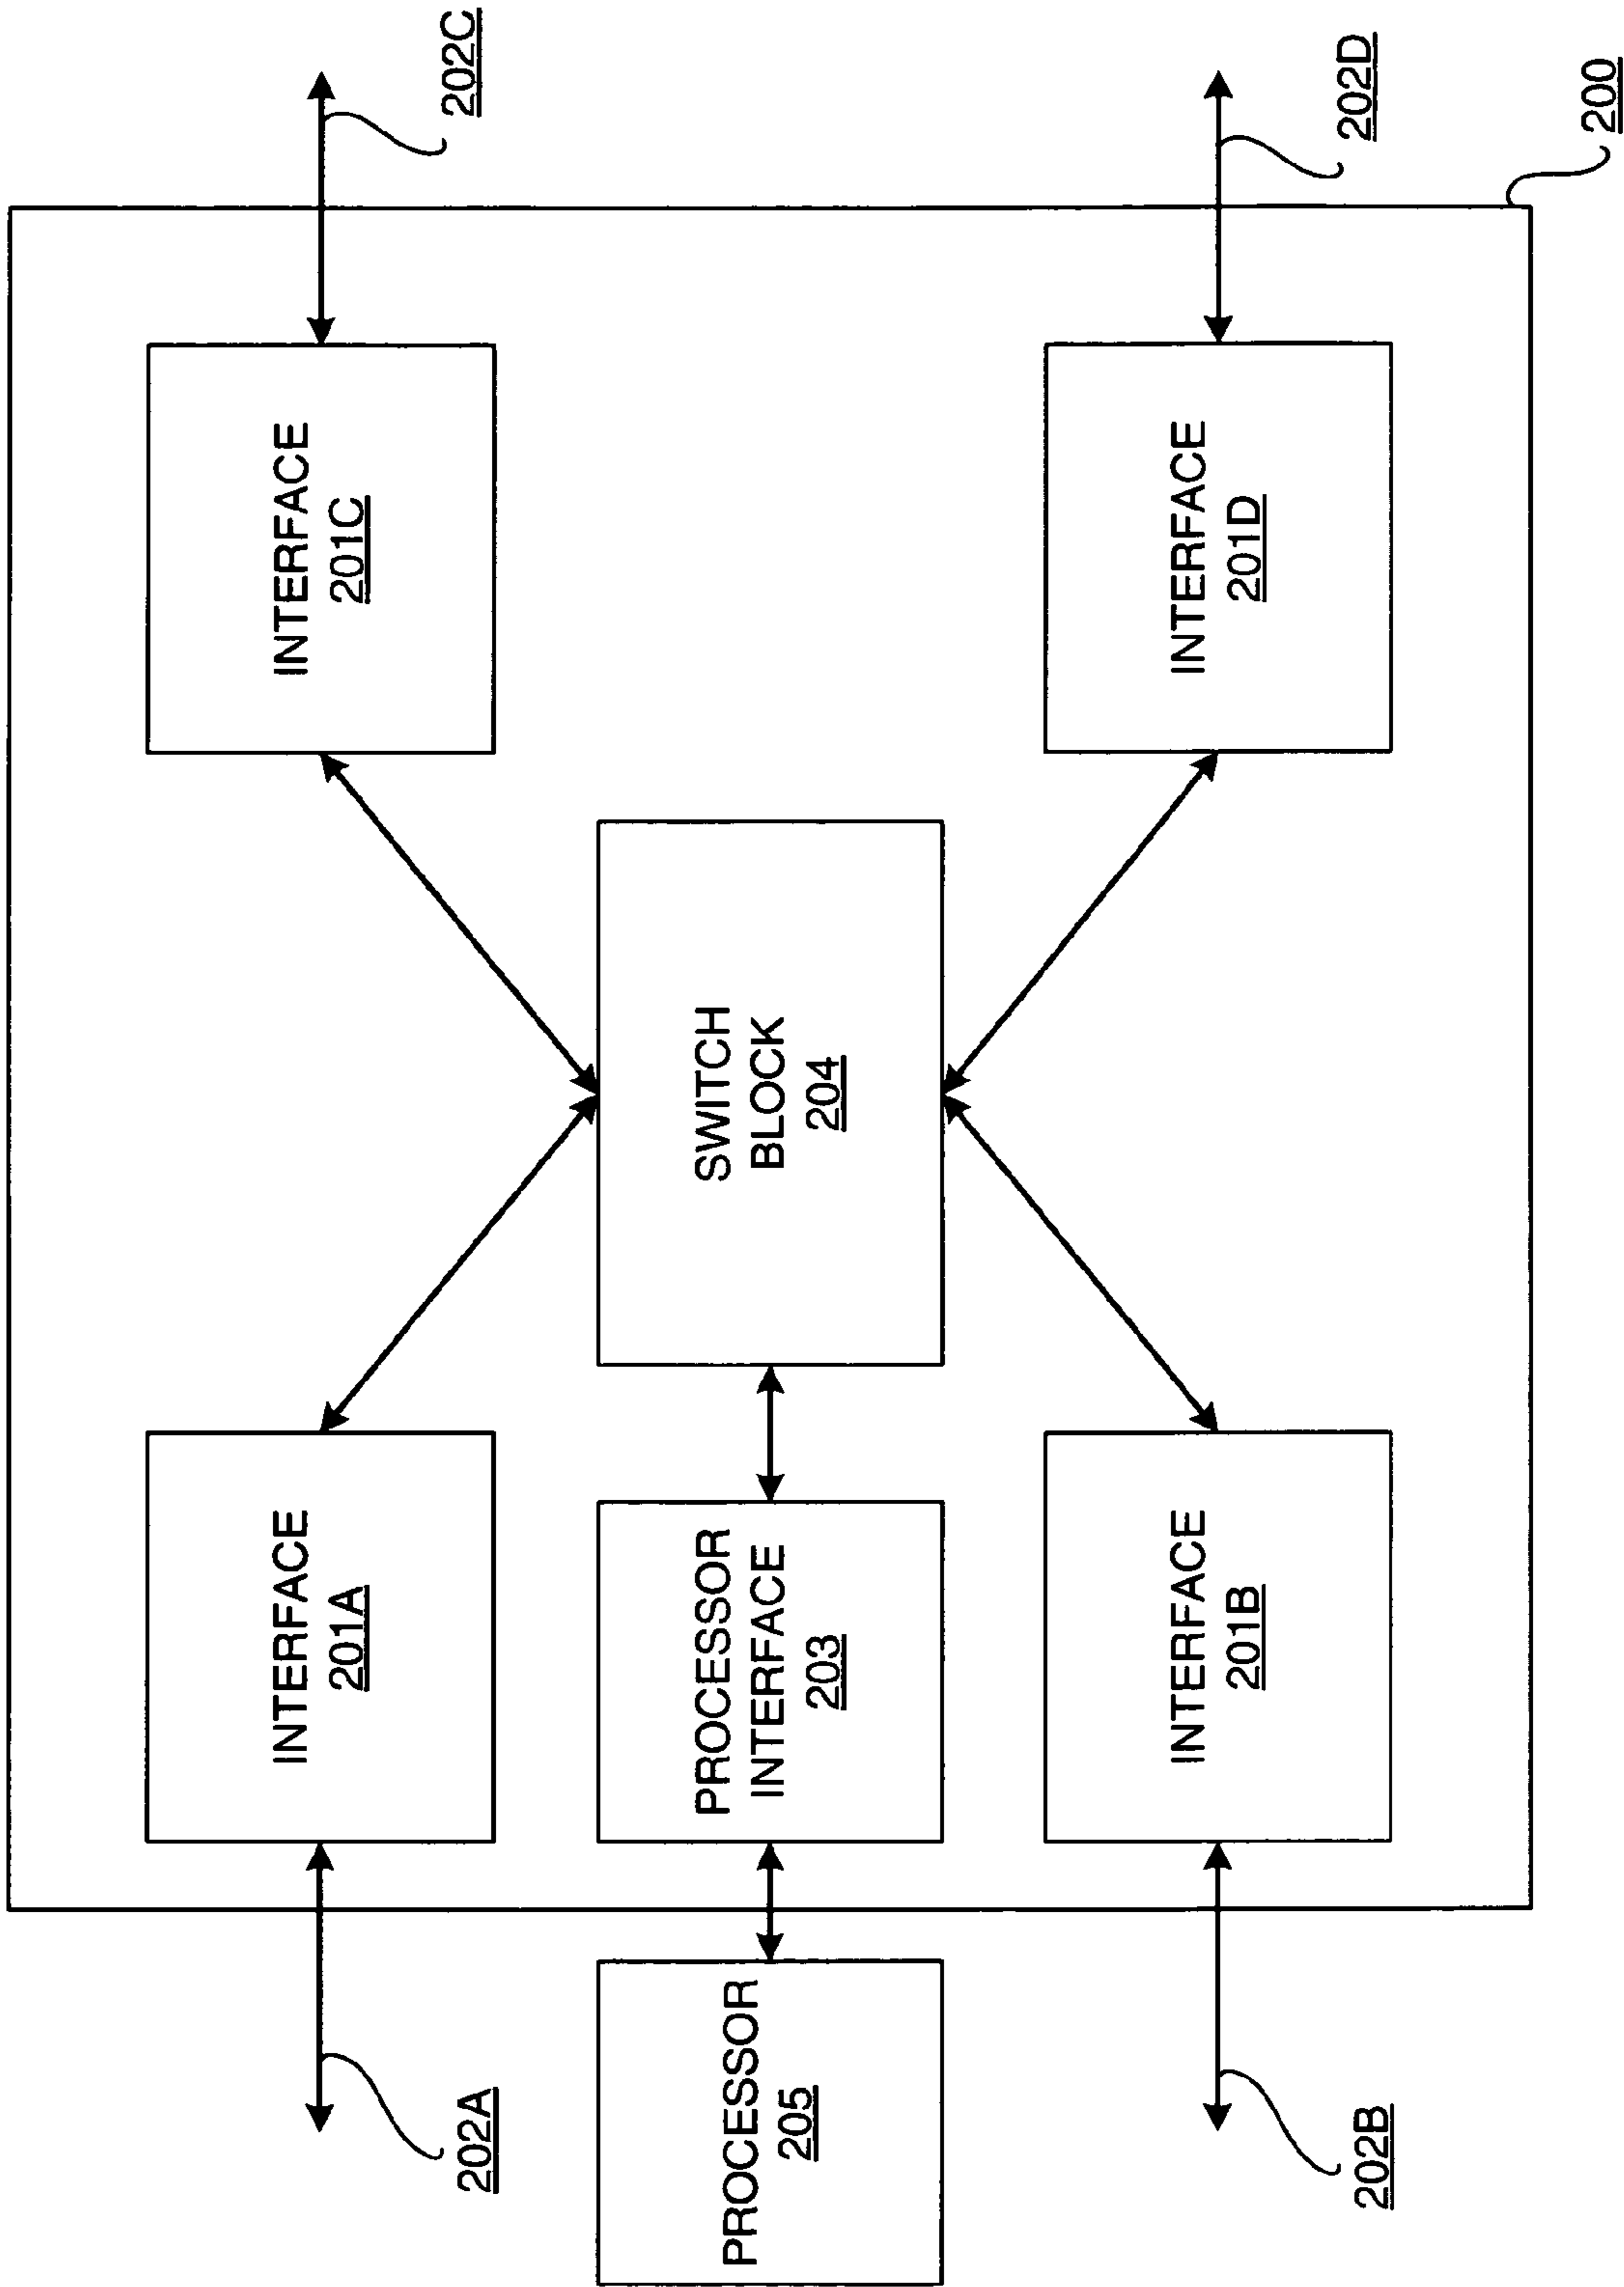 INTERFACE
201A
INTERFACE
201C
202A
202C
PROCESSOR
205
PROCESSOR
INTERFACE
203
SWITCH
BLOCK
204
INTERFACE
201B
INTERFACE
201D
202B
202D
200